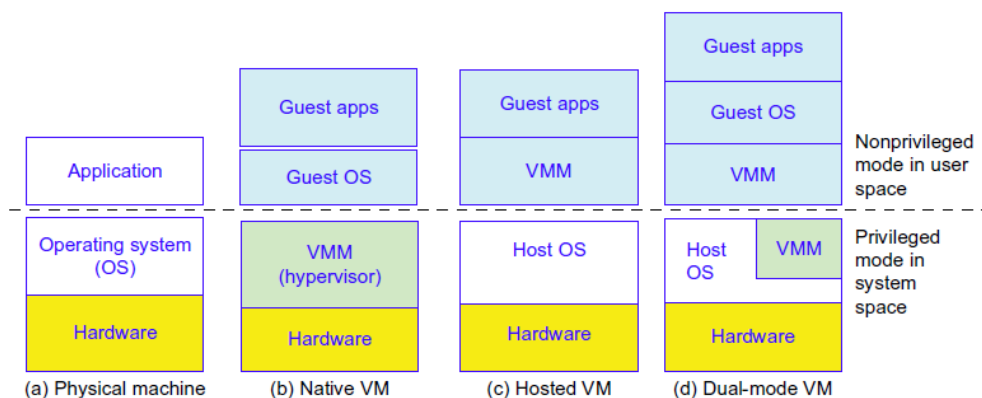 Application
Operating system
(OS)
Hardware
(a) Physical machine
Guest apps
Guest OS
VMM
(hypervisor)
Hardware
(b) Native VM
Guest apps
VMM
Host OS
Hardware
(c) Hosted VM
Guest apps
Guest OS
VMM
Host
OS
VMM
Hardware
(d) Dual-mode VM
Nonprivileged
mode in user
space
Privileged
mode in
system
space